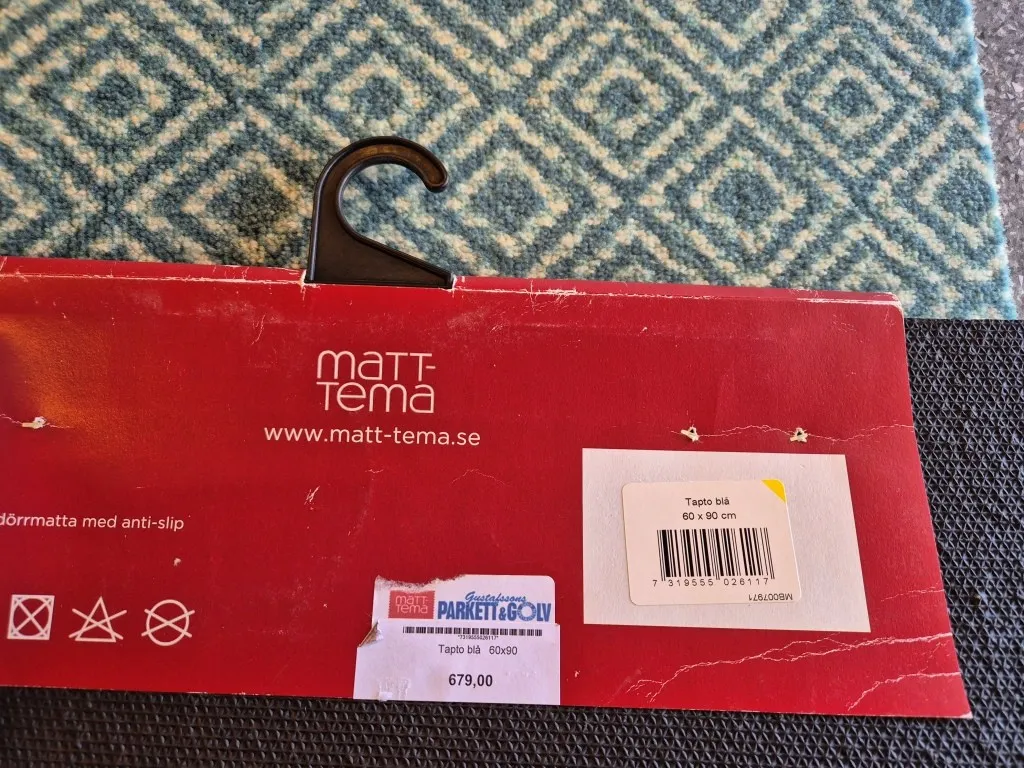 maTT-
Tema
www.matt-tema.se
dörrmatta med anti-slip
Tapto blå
60 x 90 cm
7 319555 026117
MB007971
maTT-
Tema
Gustafssons
PARKETT&GOLV
*7319555026117*
Tapto blå 60x90
679,00